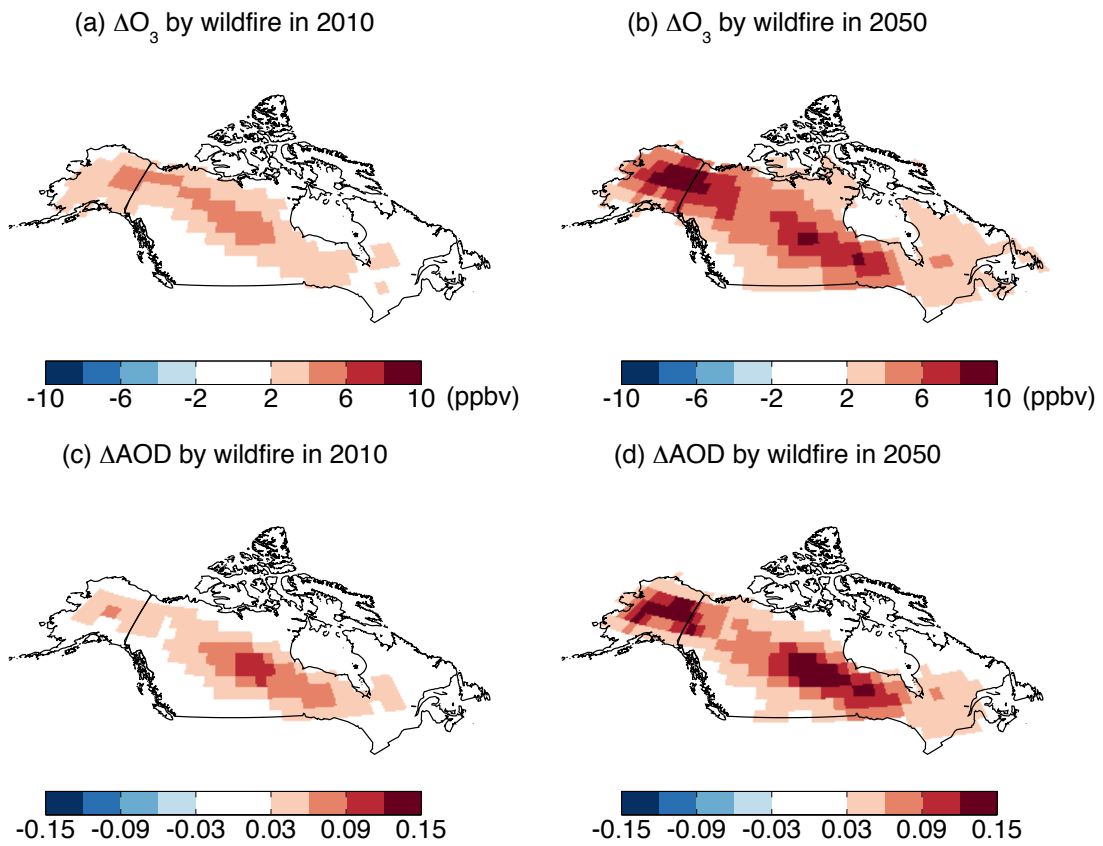 (a) ΔO3 by wildfire in 2010
(b) ΔO3 by wildfire in 2050
-10 -6 -2 2 6 10 (ppbv)
-10 -6 -2 2 6 10 (ppbv)
(c) ΔAOD by wildfire in 2010
(d) ΔAOD by wildfire in 2050
-0.15 -0.09 -0.03 0.03 0.09 0.15
-0.15 -0.09 -0.03 0.03 0.09 0.15